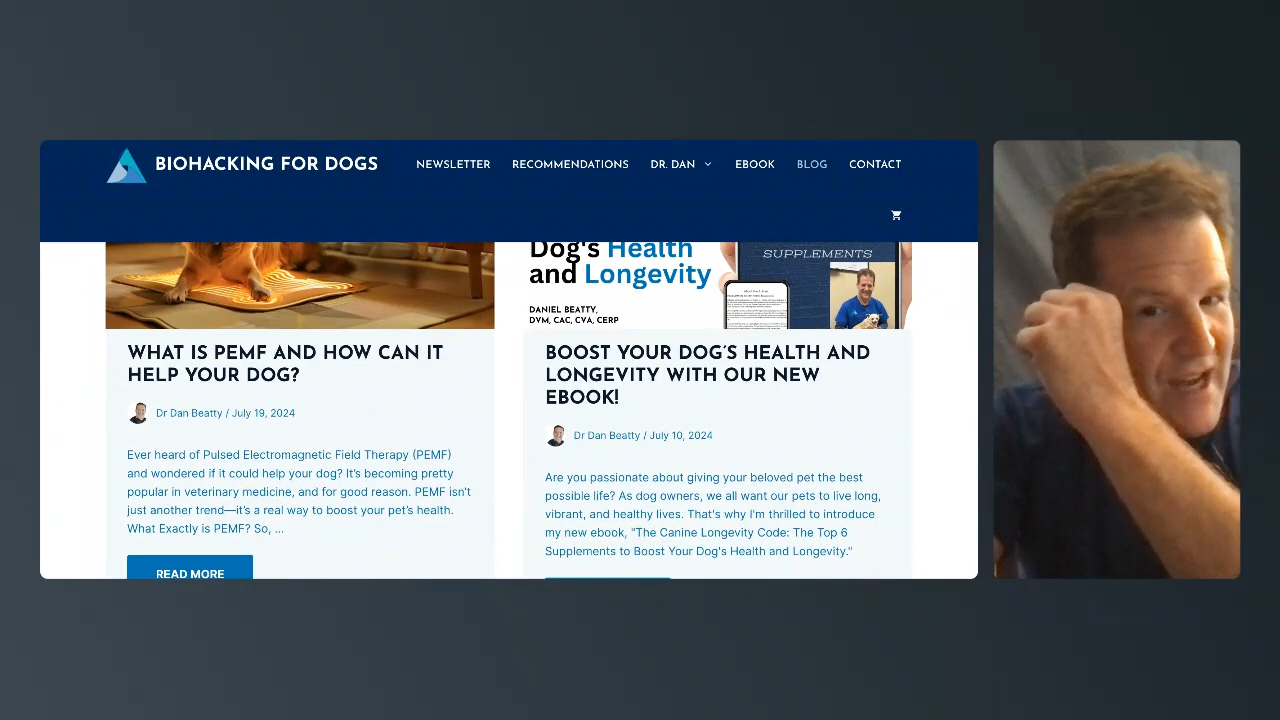 BIOHACKING FOR DOGS
NEWSLETTER RECOMMENDATIONS DR. DAN EBOOK BLOG CONTACT
Dog's Health
and Longevity
DANIEL BEATTY,
DVM, CAC, CVA, CERP
SUPPLEMENTS
WHAT IS PEMF AND HOW CAN IT
HELP YOUR DOG?
Dr Dan Beatty / July 19, 2024
Ever heard of Pulsed Electromagnetic Field Therapy (PEMF)
and wondered if it could help your dog? It's becoming pretty
popular in veterinary medicine, and for good reason. PEMF isn't
just another trend—it's a real way to boost your pet's health.
What Exactly is PEMF? So, ...
READ MORE
BOOST YOUR DOG'S HEALTH AND
LONGEVITY WITH OUR NEW
EBOOK!
Dr Dan Beatty / July 10, 2024
Are you passionate about giving your beloved pet the best
possible life? As dog owners, we all want our pets to live long,
vibrant, and healthy lives. That's why I'm thrilled to introduce
my new ebook, "The Canine Longevity Code: The Top 6
Supplements to Boost Your Dog's Health and Longevity."